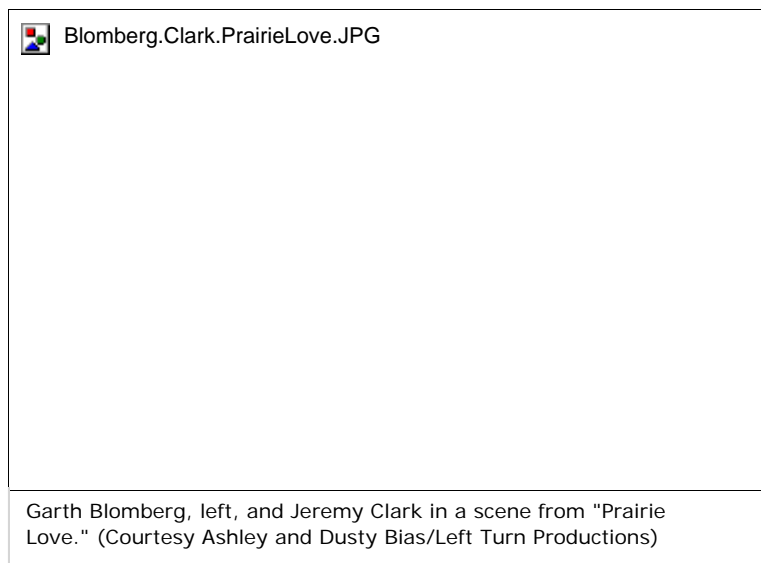 Blomberg.Clark.PrairieLove.JPG
Garth Blomberg, left, and Jeremy Clark in a scene from "Prairie
Love." (Courtesy Ashley and Dusty Bias/Left Turn Productions)